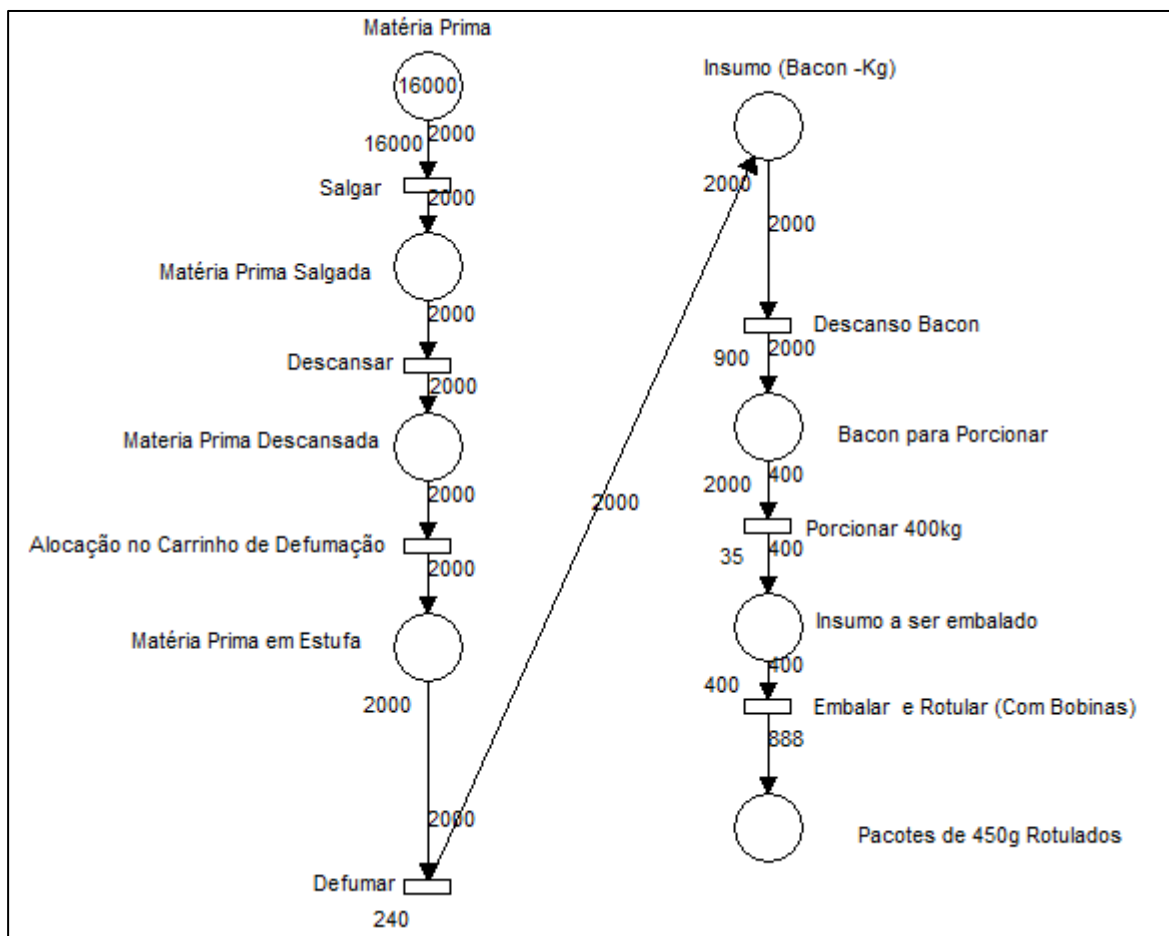 Matéria Prima
16000
16000
2000
Salgar
2000
Matéria Prima Salgada
2000
Descansar
2000
Materia Prima Descansada
2000
Alocação no Carrinho de Defumação
2000
Matéria Prima em Estufa
2000
2000
Defumar
240
2000
Insumo (Bacon -Kg)
2000
2000
Descanso Bacon
900
2000
Bacon para Porcionar
2000
400
Porcionar 400kg
35
400
Insumo a ser embalado
400
400
Embalar e Rotular (Com Bobinas)
888
Pacotes de 450g Rotulados